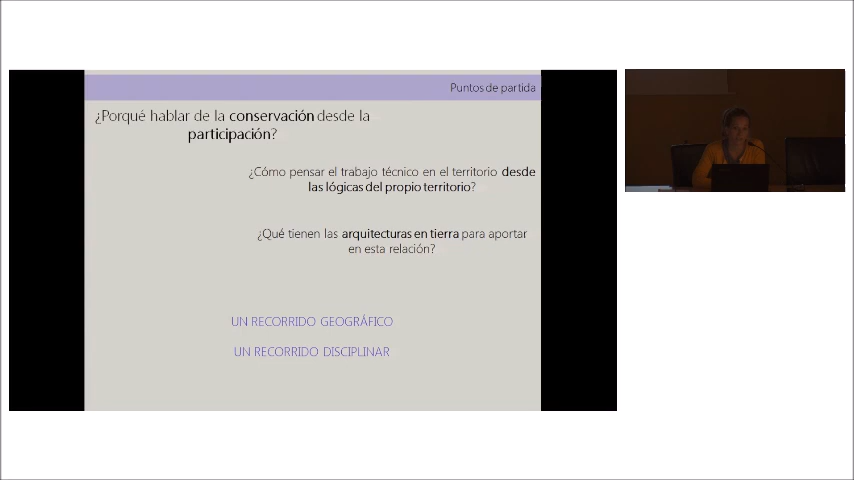 Puntos de partida
¿Porqué hablar de la conservación desde la
participación?
¿Cómo pensar el trabajo técnico en el territorio desde
las lógicas del propio territorio?
¿Qué tienen las arquitecturas en tierra para aportar
en esta relación?
UN RECORRIDO GEOGRÁFICO
UN RECORRIDO DISCIPLINAR